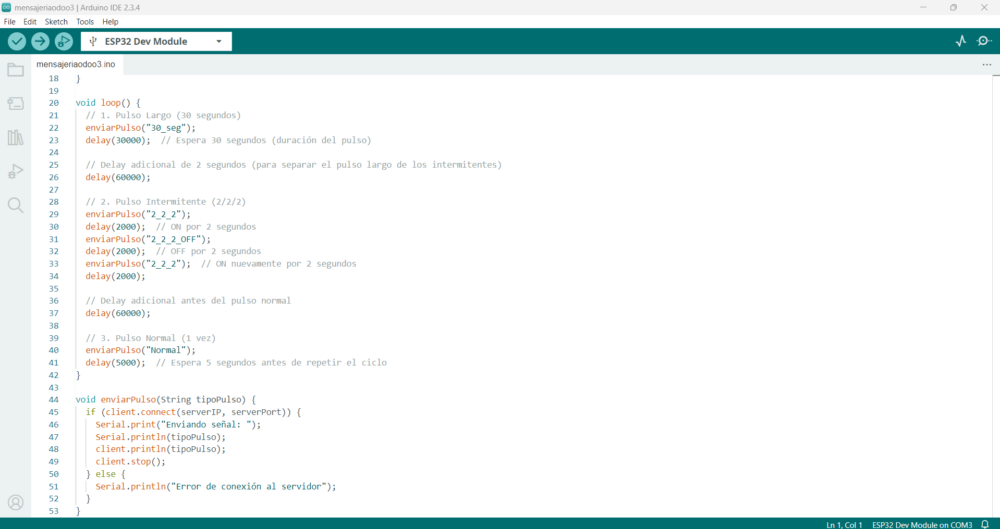 mensajeriaodoo3 | Arduino IDE 2.3.4
File Edit Sketch Tools Help
ESP32 Dev Module
mensajeriaodoo3.ino
18 }
19
20 void loop() {
21 // 1. Pulso Largo (30 segundos)
22 enviarPulso("30_seg");
23 delay(30000); // Espera 30 segundos (duración del pulso)
24
25 // Delay adicional de 2 segundos (para separar el pulso largo de los intermitentes)
26 delay(60000);
27
28 // 2. Pulso Intermitente (2/2/2)
29 enviarPulso("2_2_2");
30 delay(2000); // ON por 2 segundos
31 enviarPulso("2_2_2_OFF");
32 delay(2000); // OFF por 2 segundos
33 enviarPulso("2_2_2"); // ON nuevamente por 2 segundos
34 delay(2000);
35
36 // Delay adicional antes del pulso normal
37 delay(60000);
38
39 // 3. Pulso Normal (1 vez)
40 enviarPulso("Normal");
41 delay(5000); // Espera 5 segundos antes de repetir el ciclo
42 }
43
44 void enviarPulso(String tipoPulso) {
45 if (client.connect(serverIP, serverPort)) {
46 Serial.print("Enviando señal: ");
47 Serial.println(tipoPulso);
48 client.println(tipoPulso);
49 client.stop();
50 } else {
51 Serial.println("Error de conexión al servidor");
52 }
53 }
Ln 1, Col 1 ESP32 Dev Module on COM3